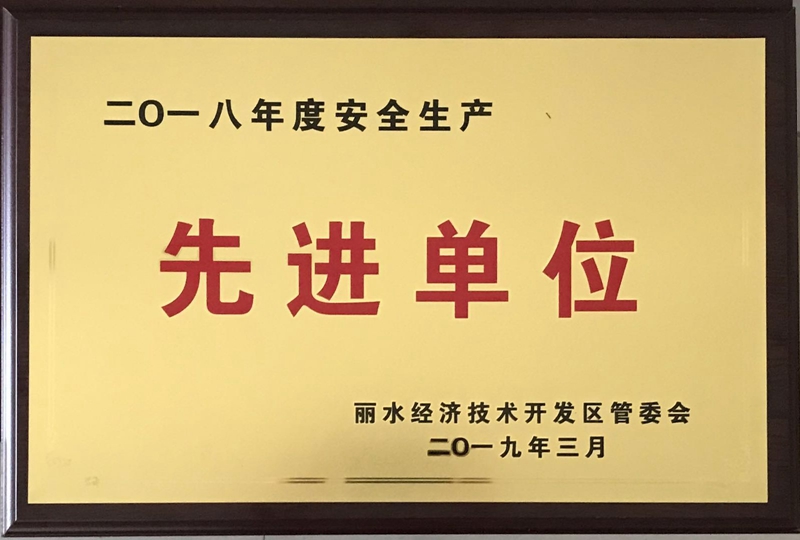 二〇一八年度安全生产
先进单位
丽水经济技术开发区管委会
二〇一九年三月